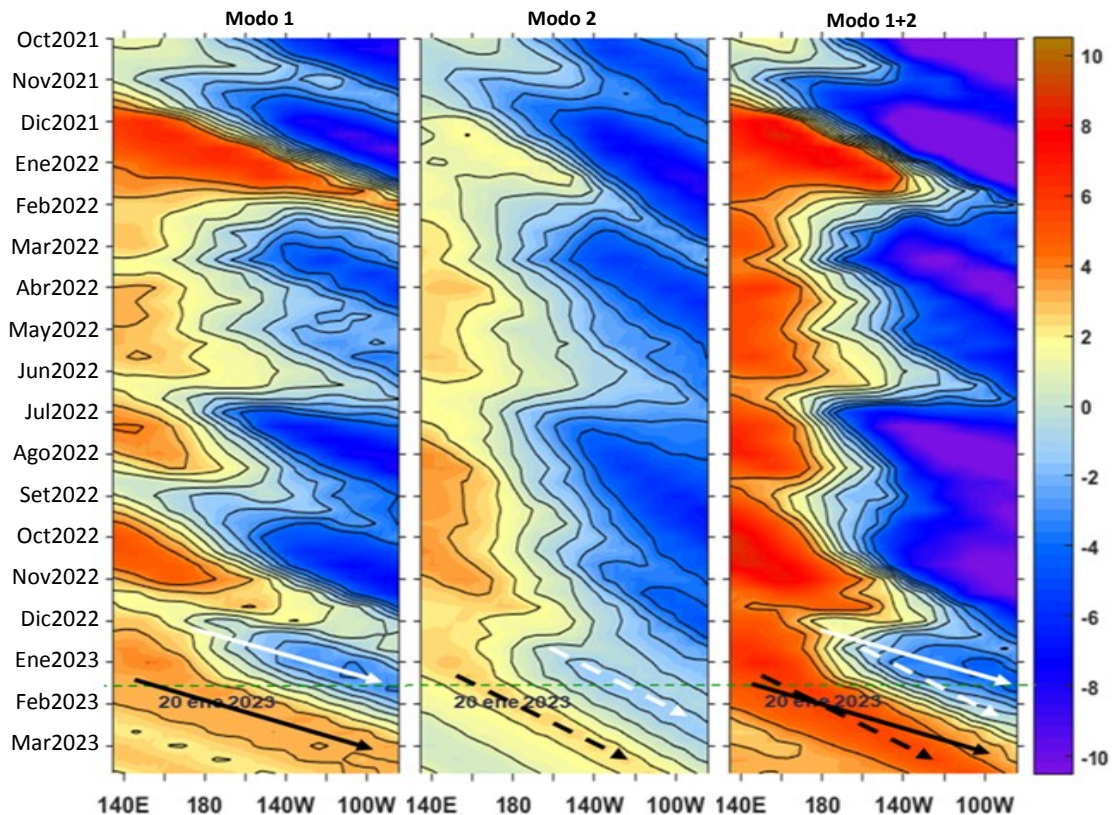 Modo 1 Modo 2 Modo 1+2
Oct2021
Nov2021
Dic2021
Ene2022
Feb2022
Mar2022
Abr2022
May2022
Jun2022
Jul2022
Ago2022
Set2022
Oct2022
Nov2022
Dic2022
Ene2023
Feb2023
Mar2023
20 ene 2023 20 ene 2023 20 ene 2023
140E 180 140W 100W 140E 180 140W 100W 140E 180 140W 100W
10
8
6
4
2
0
-2
-4
-6
-8
-10